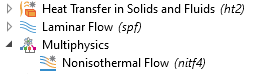 Heat Transfer in Solids and Fluids (ht2)
Laminar Flow (spf)
Multiphysics
Nonisothermal Flow (nitf4)